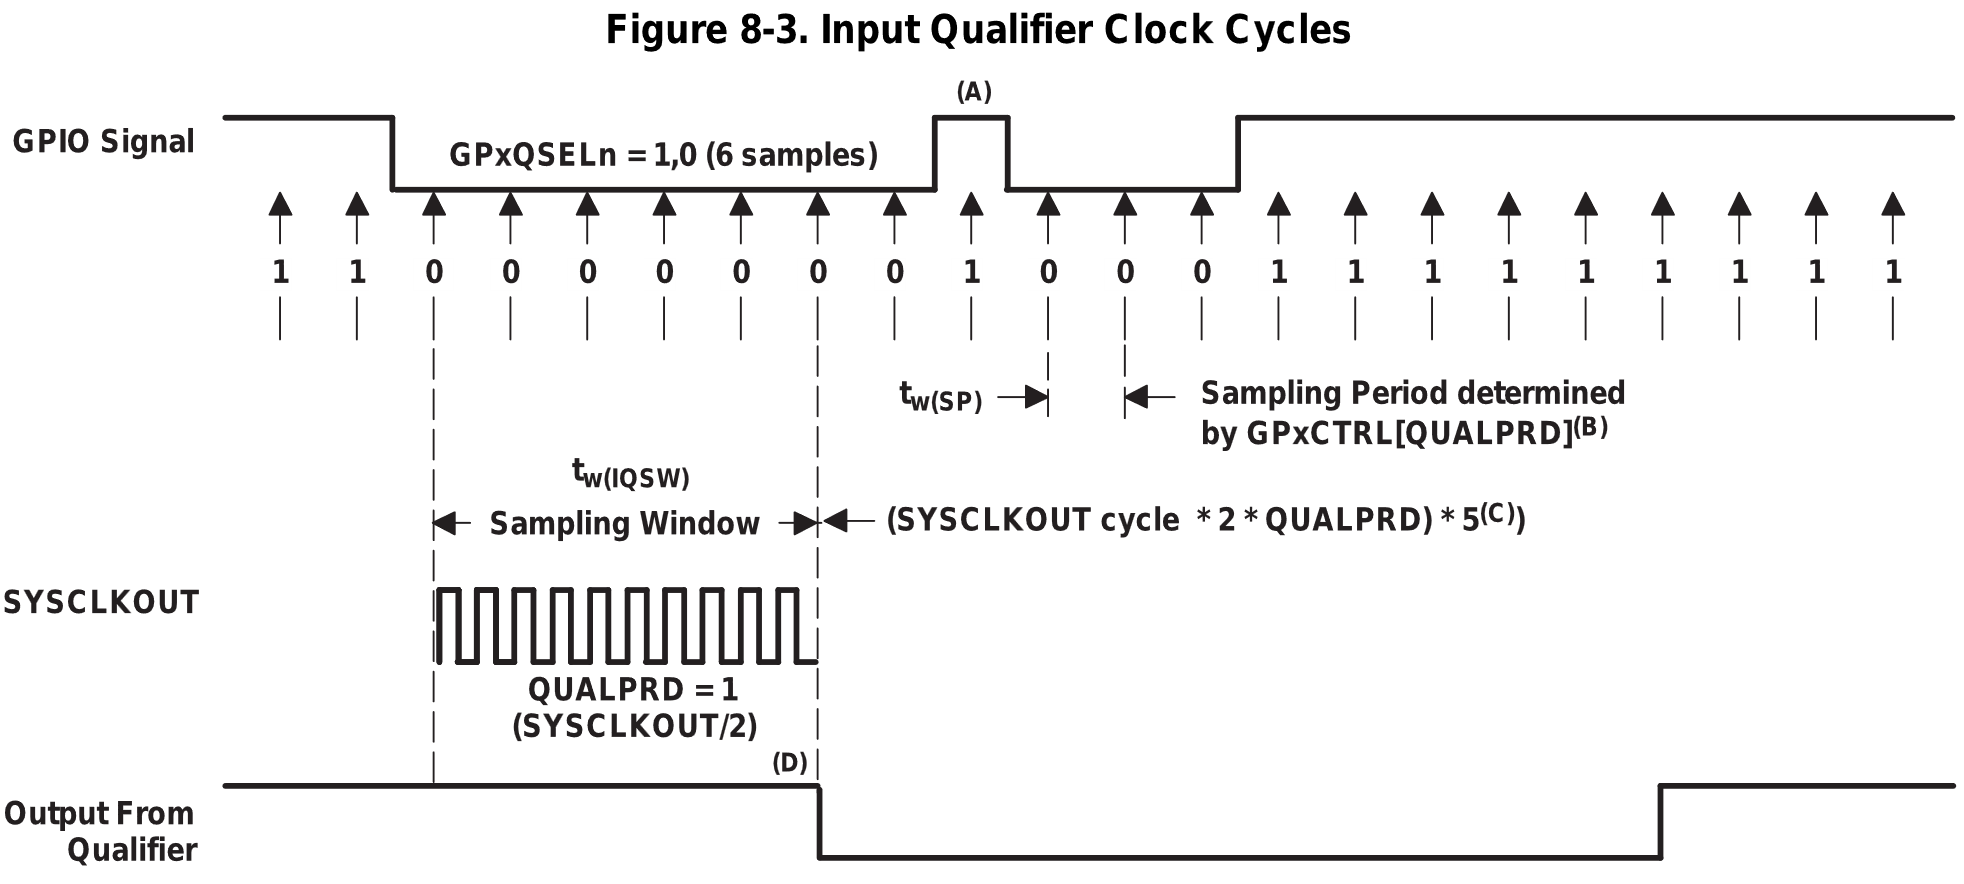 Figure 8-3. Input Qualifier Clock Cycles
(A)
GPIO Signal
GPxQSELn = 1,0 (6 samples)
1 1 0 0 0 0 0 0 0 1 0 0 0 1 1 1 1 1 1 1 1 1
tw(SP)
Sampling Period determined
by GPxCTRL[QUALPRD](B)
tw(IQSW)
Sampling Window
(SYSCLKOUT cycle * 2 * QUALPRD) * 5(C))
SYSCLKOUT
QUALPRD = 1
(SYSCLKOUT/2)
(D)
Output From
Qualifier